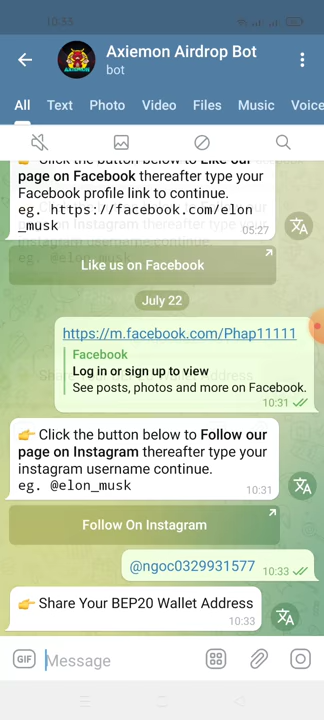 10:33
Axiemon Airdrop Bot
bot
All Text Photo Video Files Music Voice
👉 Click the button below to Like our
page on Facebook thereafter type your
Facebook profile link to continue.
eg. https://facebook.com/elon
_musk
05:27
Like us on Facebook
July 22
https://m.facebook.com/Phap11111
Facebook
Log in or sign up to view
See posts, photos and more on Facebook.
10:31
👉 Click the button below to Follow our
page on Instagram thereafter type your
instagram username continue.
eg. @elon_musk
10:31
Follow On Instagram
@ngoc0329931577 10:33
👉 Share Your BEP20 Wallet Address
10:33
GIF Message